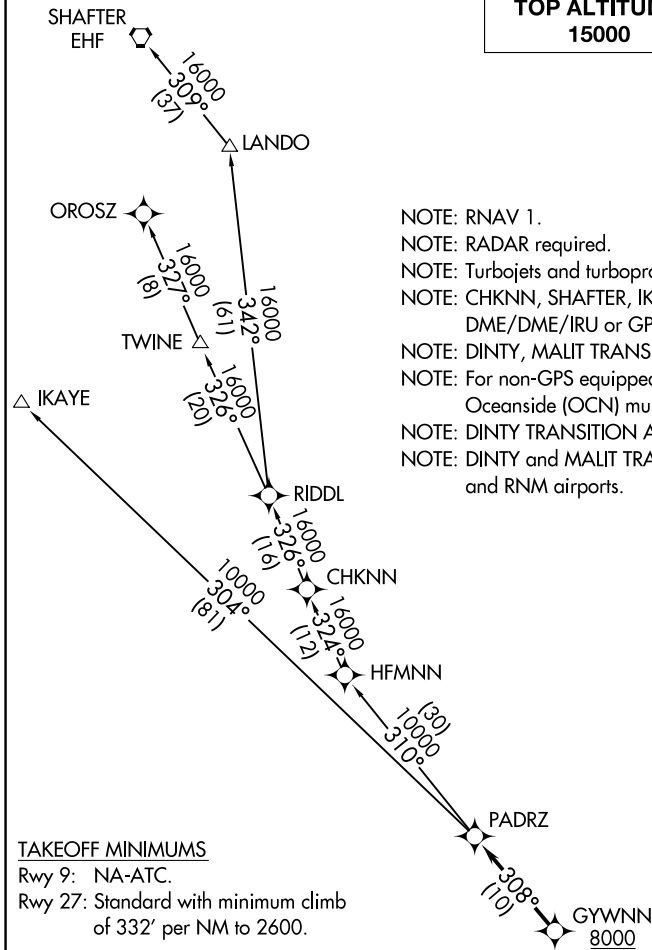 SHAFTER
EHF
TOP ALTITUD
15000
16000
309°
(37)
LANDO
OROSZ
16000
327°
(8)
16000
342°
(61)
TWINE
16000
326°
(20)
IKAYE
RIDDL
16000
326°
(16)
CHKNN
10000
304°
(81)
16000
324°
(12)
HFMNN
(30)
10000
310°
PADRZ
308°
(10)
GYWNN
8000
NOTE: RNAV 1.
NOTE: RADAR required.
NOTE: Turbojets and turbopro
NOTE: CHKNN, SHAFTER, IK
DME/DME/IRU or GP
NOTE: DINTY, MALIT TRANS
NOTE: For non-GPS equipped
Oceanside (OCN) mu
NOTE: DINTY TRANSITION A
NOTE: DINTY and MALIT TRA
and RNM airports.
TAKEOFF MINIMUMS
Rwy 9: NA-ATC.
Rwy 27: Standard with minimum climb
of 332' per NM to 2600.